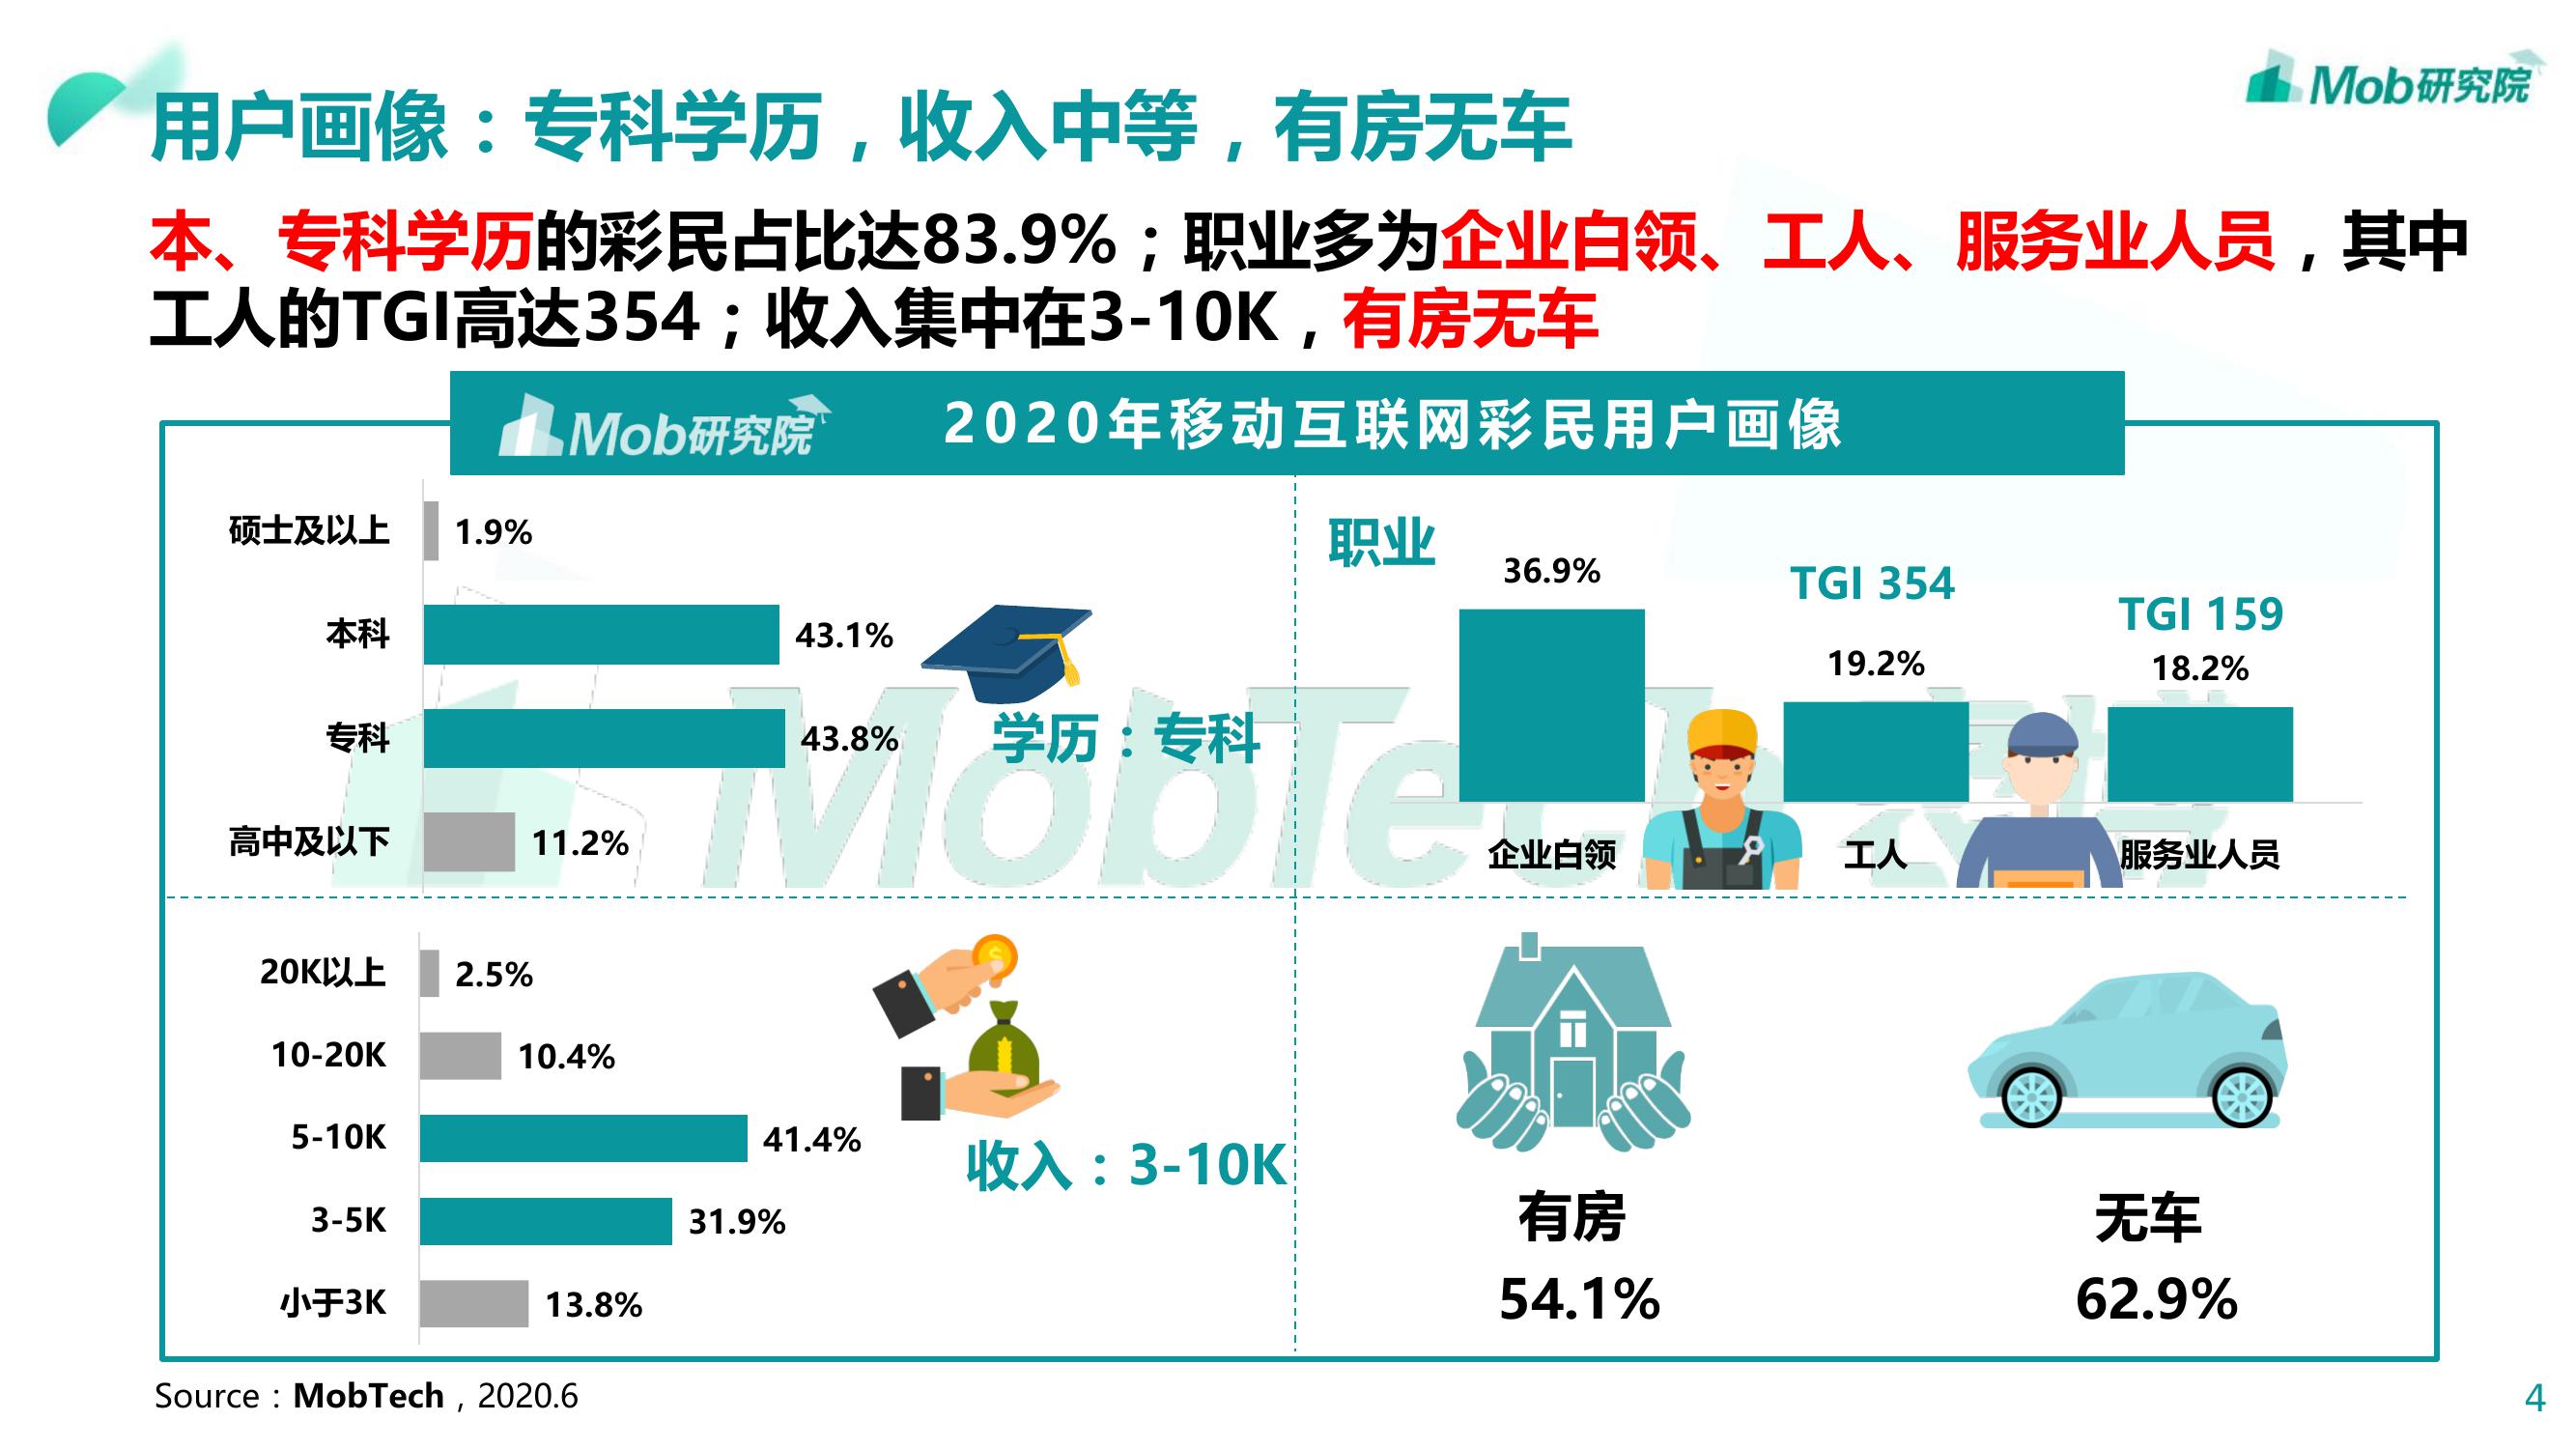 Mob研究院
用户画像：专科学历，收入中等，有房无车
本、专科学历的彩民占比达83.9%；职业多为企业白领、工人、服务业人员，其中
工人的TGI高达354；收入集中在3-10K，有房无车
Mob研究院
2020年移动互联网彩民用户画像
硕士及以上 1.9%
本科 43.1%
专科 43.8%
高中及以下 11.2%
学历：专科
职业
36.9%
TGI 354
19.2%
TGI 159
18.2%
企业白领
工人
服务业人员
MobTech
20K以上 2.5%
10-20K 10.4%
5-10K 41.4%
3-5K 31.9%
小于3K 13.8%
收入：3-10K
有房
54.1%
无车
62.9%
Source：MobTech，2020.6
4